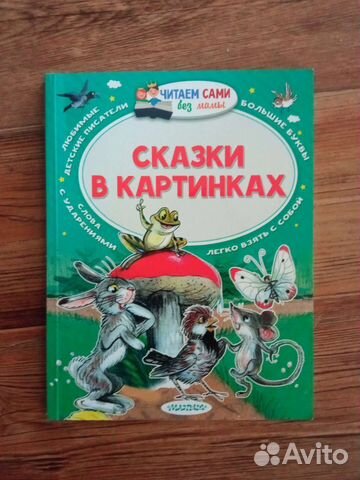 ЧИТАЕМ САМИ
без мамы
ЛЮБИМЫЕ
ДЕТСКИЕ ПИСАТЕЛИ
БОЛЬШИЕ БУКВЫ
СКАЗКИ
В КАРТИНКАХ
СЛОВА
С УДАРЕНИЯМИ
ЛЕГКО ВЗЯТЬ С СОБОЙ
МАЛЫШ
Avito